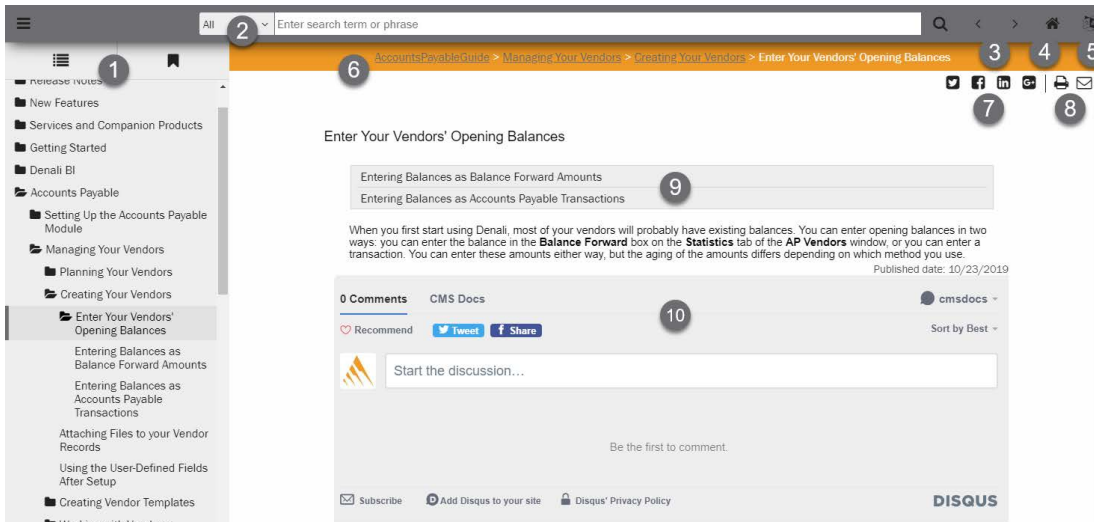 All
2
Enter search term or phrase
3
4
5
1
6
AccountsPayableGuide > Managing Your Vendors > Creating Your Vendors > Enter Your Vendors' Opening Balances
7
8
Release Notes
New Features
Services and Companion Products
Getting Started
Denali BI
Accounts Payable
Setting Up the Accounts Payable
Module
Managing Your Vendors
Planning Your Vendors
Creating Your Vendors
Enter Your Vendors'
Opening Balances
Entering Balances as
Balance Forward Amounts
Entering Balances as
Accounts Payable
Transactions
Attaching Files to your Vendor
Records
Using the User-Defined Fields
After Setup
Creating Vendor Templates
Enter Your Vendors' Opening Balances
Entering Balances as Balance Forward Amounts
9
Entering Balances as Accounts Payable Transactions
When you first start using Denali, most of your vendors will probably have existing balances. You can enter opening balances in two
ways: you can enter the balance in the Balance Forward box on the Statistics tab of the AP Vendors window, or you can enter a
transaction. You can enter these amounts either way, but the aging of the amounts differs depending on which method you use.
Published date: 10/23/2019
0 Comments CMS Docs
10
cmsdocs
Recommend Tweet f Share
Sort by Best
Start the discussion…
Be the first to comment.
Subscribe Add Disqus to your site Disqus' Privacy Policy
DISQUS